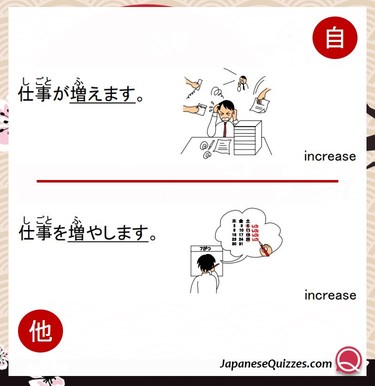 自
仕事が増えます。
しごと ふ
increase
仕事を増やします。
しごと ふ
increase
他
JapaneseQuizzes.com